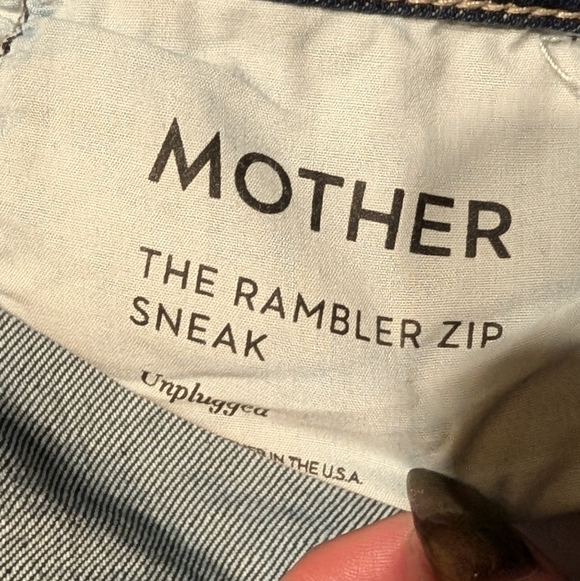 MOTHER
THE RAMBLER ZIP
SNEAK
Unplugged
IN THE U.S.A.